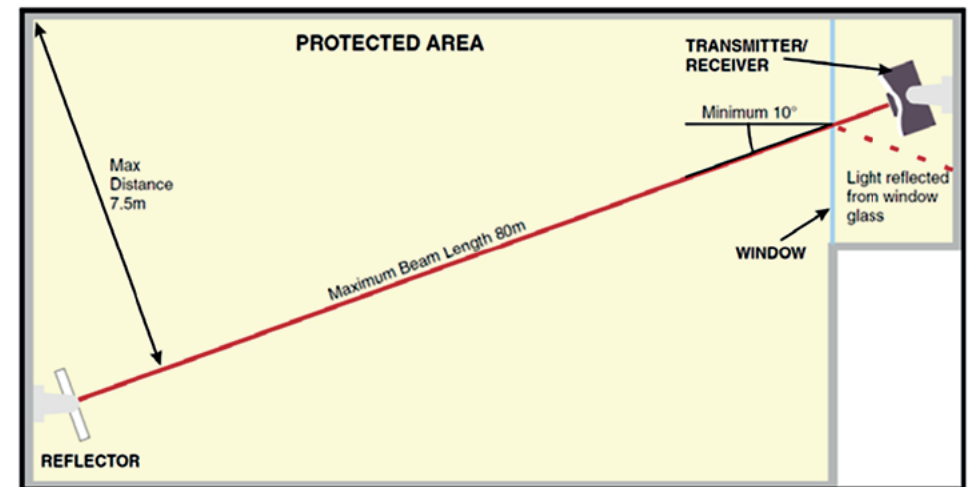 PROTECTED AREA
TRANSMITTER/
RECEIVER
Minimum 10°
Max
Distance
7.5m
Light reflected
from window
glass
Maximum Beam Length 80m
WINDOW
REFLECTOR